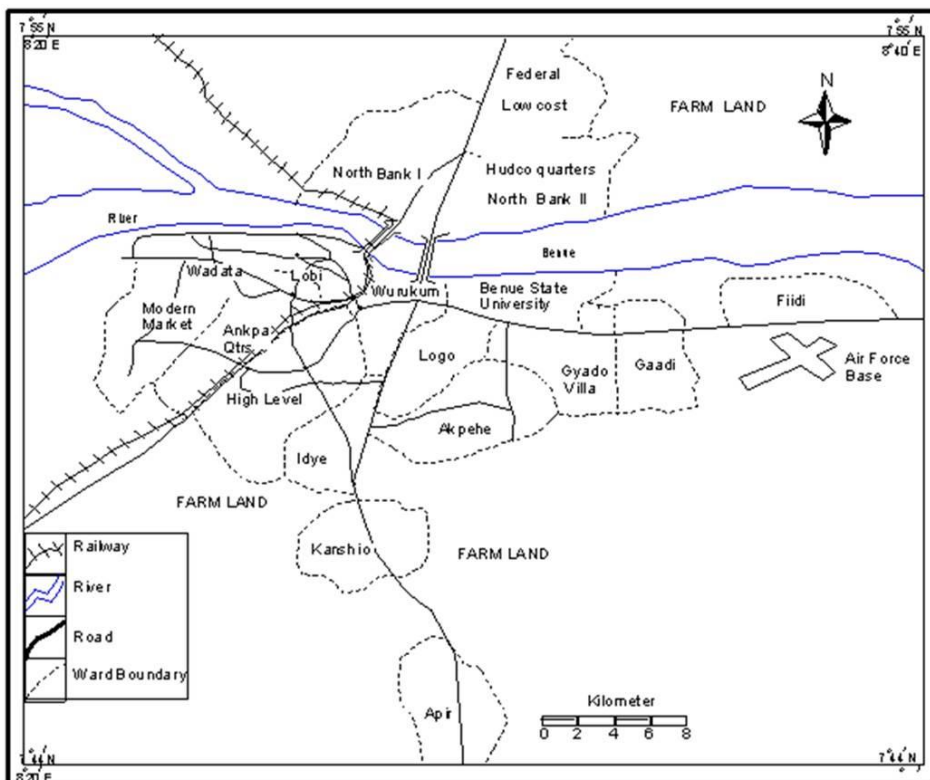 7°55' N
8°20' E
7°55' N
8°40' E
N
Federal
Low cost
FARM LAND
North Bank I
Hudco quarters
North Bank II
River
Benue
Wadata
Lobi
Wurukum
Benue State
University
Fiidi
Modern
Market
Ankpa
Qtrs
Logo
Gyado
Villa
Gaadi
Air Force
Base
High Level
Akpehe
Idye
FARM LAND
Kanshio
FARM LAND
Railway
River
Road
Ward Boundary
Apir
Kilometer
0 2 4 6 8
7°44' N
8°20' E
7°44' N